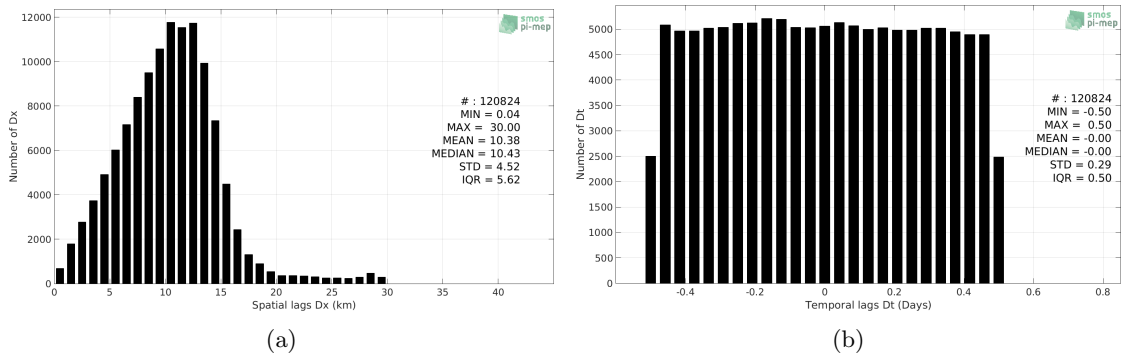 12000
10000
8000
6000
4000
2000
0
Number of Dx
0 5 10 15 20 25 30 35 40
Spatial lags Dx (km)
smos
pi-mep
# : 120824
MIN = 0.04
MAX = 30.00
MEAN = 10.38
MEDIAN = 10.43
STD = 4.52
IQR = 5.62
(a)
5000
4500
4000
3500
3000
2500
2000
1500
1000
500
0
Number of Dt
-0.4 -0.2 0 0.2 0.4 0.6 0.8
Temporal lags Dt (Days)
smos
pi-mep
# : 120824
MIN = -0.50
MAX = 0.50
MEAN = -0.00
MEDIAN = -0.00
STD = 0.29
IQR = 0.50
(b)